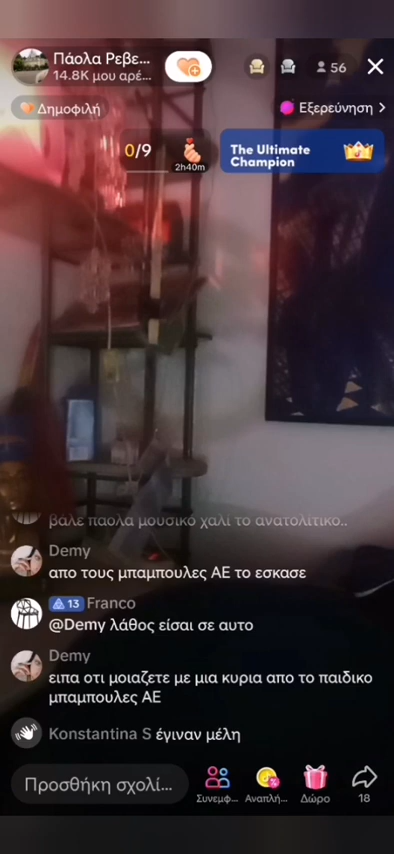 Πάολα Ρεβε...
14.8K μου αρέ...
56
Δημοφιλή
Εξερεύνηση >
0/9
2h40m
The Ultimate
Champion
βάλε παολα μουσικό χαλί το ανατολίτικο..
Demy
απο τους μπαμπουλες ΑΕ το εσκασε
13 Franco
@Demy λάθος είσαι σε αυτο
Demy
ειπα οτι μοιαζετε με μια κυρια απο το παιδικο
μπαμπουλες ΑΕ
Konstantina S έγιναν μέλη
Προσθήκη σχολί...
Συνεμφ...
Αναπλή...
Δώρο
18